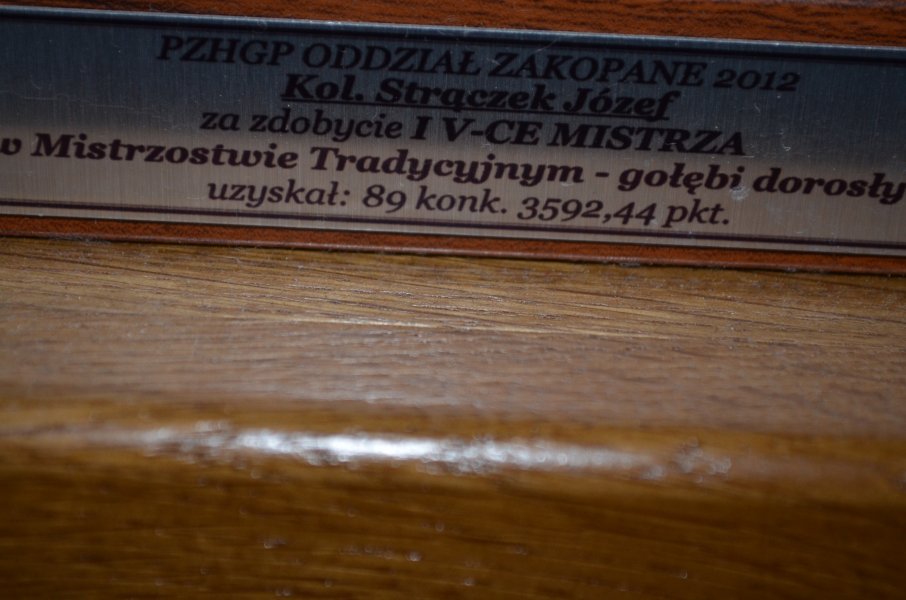 PZHGP ODDZIAŁ ZAKOPANE 2012
Kol. Strączek Józef
za zdobycie I V-CE MISTRZA
w Mistrzostwie Tradycyjnym - gołębi dorosły
uzyskał: 89 konk. 3592,44 pkt.